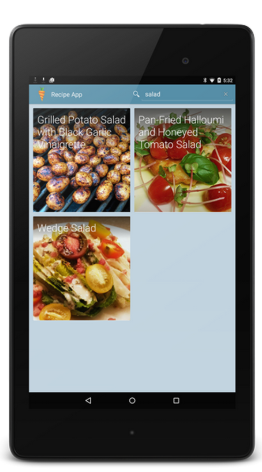 5:32
Recipe App
salad
Grilled Potato Salad
with Black Garlic
Vinaigrette
Pan-Fried Halloumi
and Honeyed
Tomato Salad
Wedge Salad